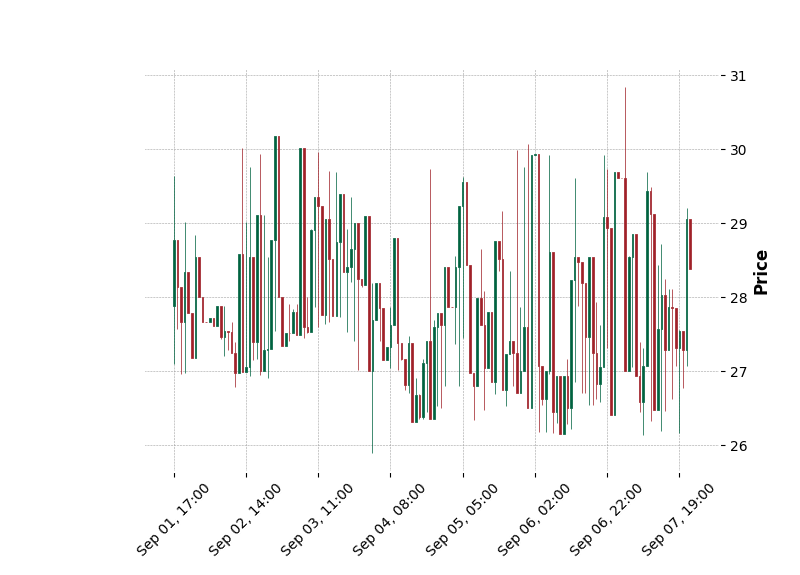 31
30
29
28
27
26
Price
Sep 01, 17:00
Sep 02, 14:00
Sep 03, 11:00
Sep 04, 08:00
Sep 05, 05:00
Sep 06, 02:00
Sep 06, 22:00
Sep 07, 19:00